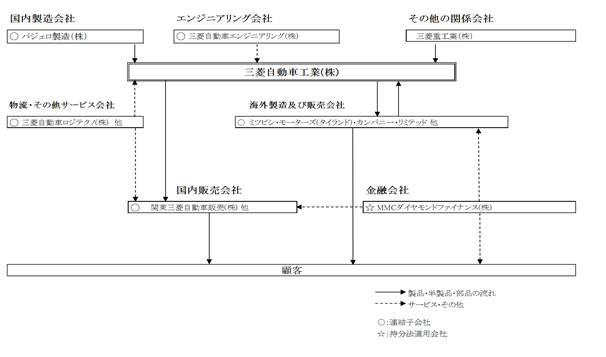 国内製造会社
エンジニアリング会社
その他の関係会社
○ パジェロ製造(株)
○ 三菱自動車エンジニアリング(株)
三菱重工業(株)
三菱自動車工業(株)
物流・その他サービス会社
海外製造及び販売会社
○ 三菱自動車ロジテクノ(株) 他
○ ミツビシ・モーターズ(タイランド)・カンパニー・リミテッド 他
国内販売会社
金融会社
○ 関東三菱自動車販売(株) 他
☆ MMCダイヤモンドファイナンス(株)
顧客
製品・半製品・部品の流れ
サービス・その他
○:連結子会社
☆:持分法適用会社